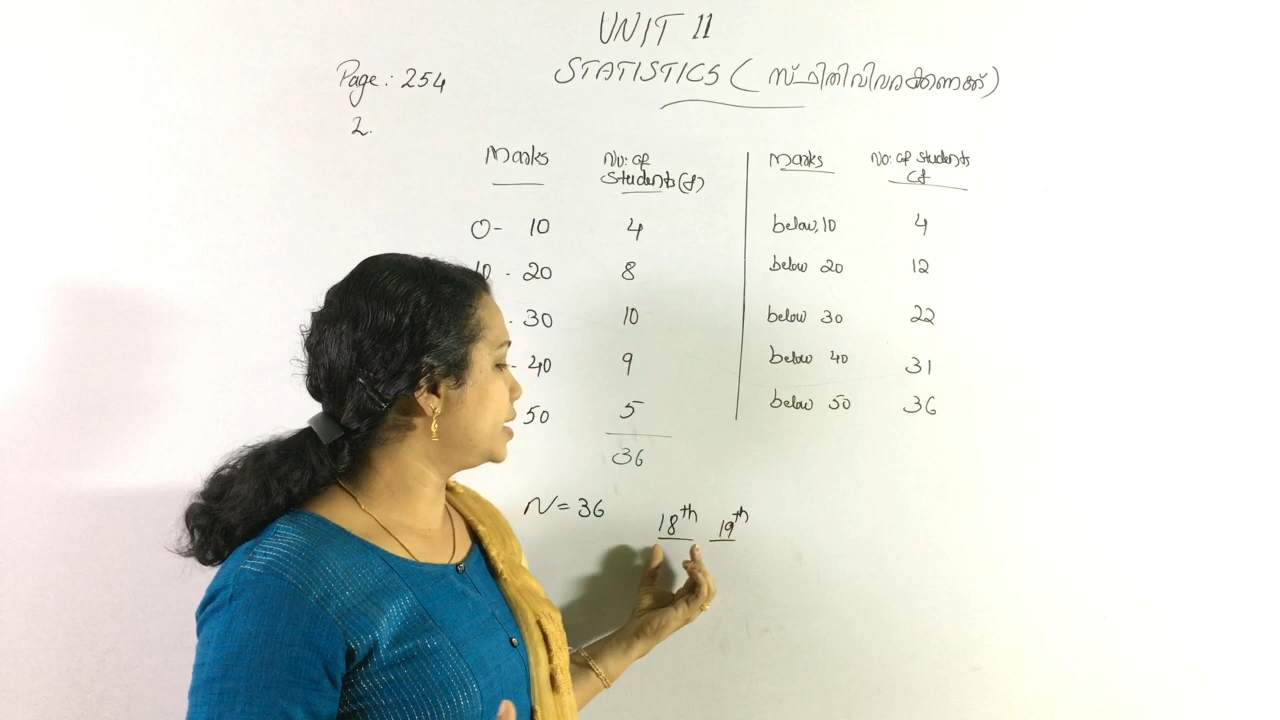 UNIT 11
STATISTICS ( സ്ഥിതിവിവരക്കണക്ക് )
Page : 254
2.
Marks No: of Students (f)
0 - 10 4
10 - 20 8
- 30 10
- 40 9
50 5
36
Marks No: of students cf
below 10 4
below 20 12
below 30 22
below 40 31
below 50 36
N = 36 18th 19th